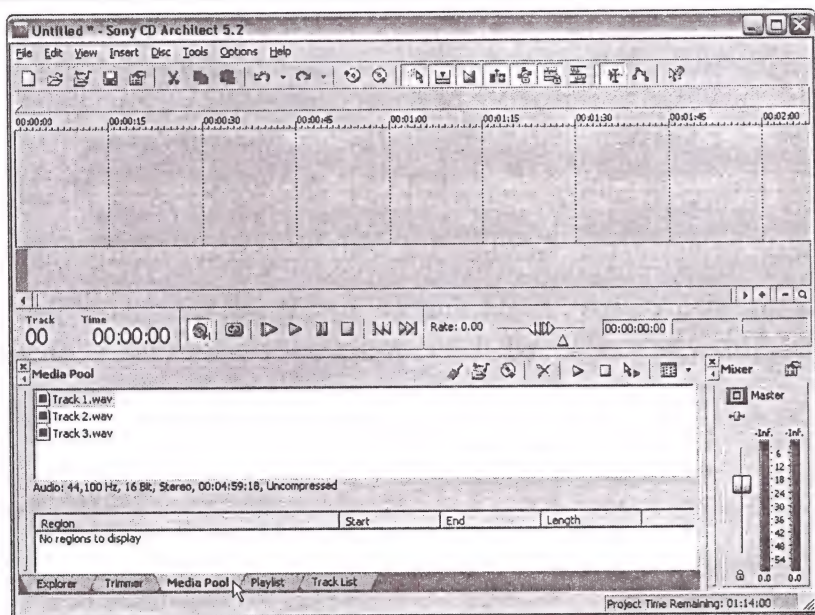 Untitled * - Sony CD Architect 5.2
File Edit View Insert Disc Tools Options Help
00:00:00 00:00:15 00:00:30 00:00:45 00:01:00 00:01:15 00:01:30 00:01:45 00:02:00
Track Time
00 00:00:00
Rate: 0.00
00:00:00:00
Media Pool
Track 1.wav
Track 2.wav
Track 3.wav
Audio: 44,100 Hz, 16 Bit, Stereo, 00:04:59:18, Uncompressed
Region Start End Length
No regions to display
Explorer Trimmer Media Pool Playlist Track List
Mixer
Master
-Inf. -Inf.
6
12
18
24
30
36
42
48
54
0.0 0.0
Project Time Remaining: 01:14:00